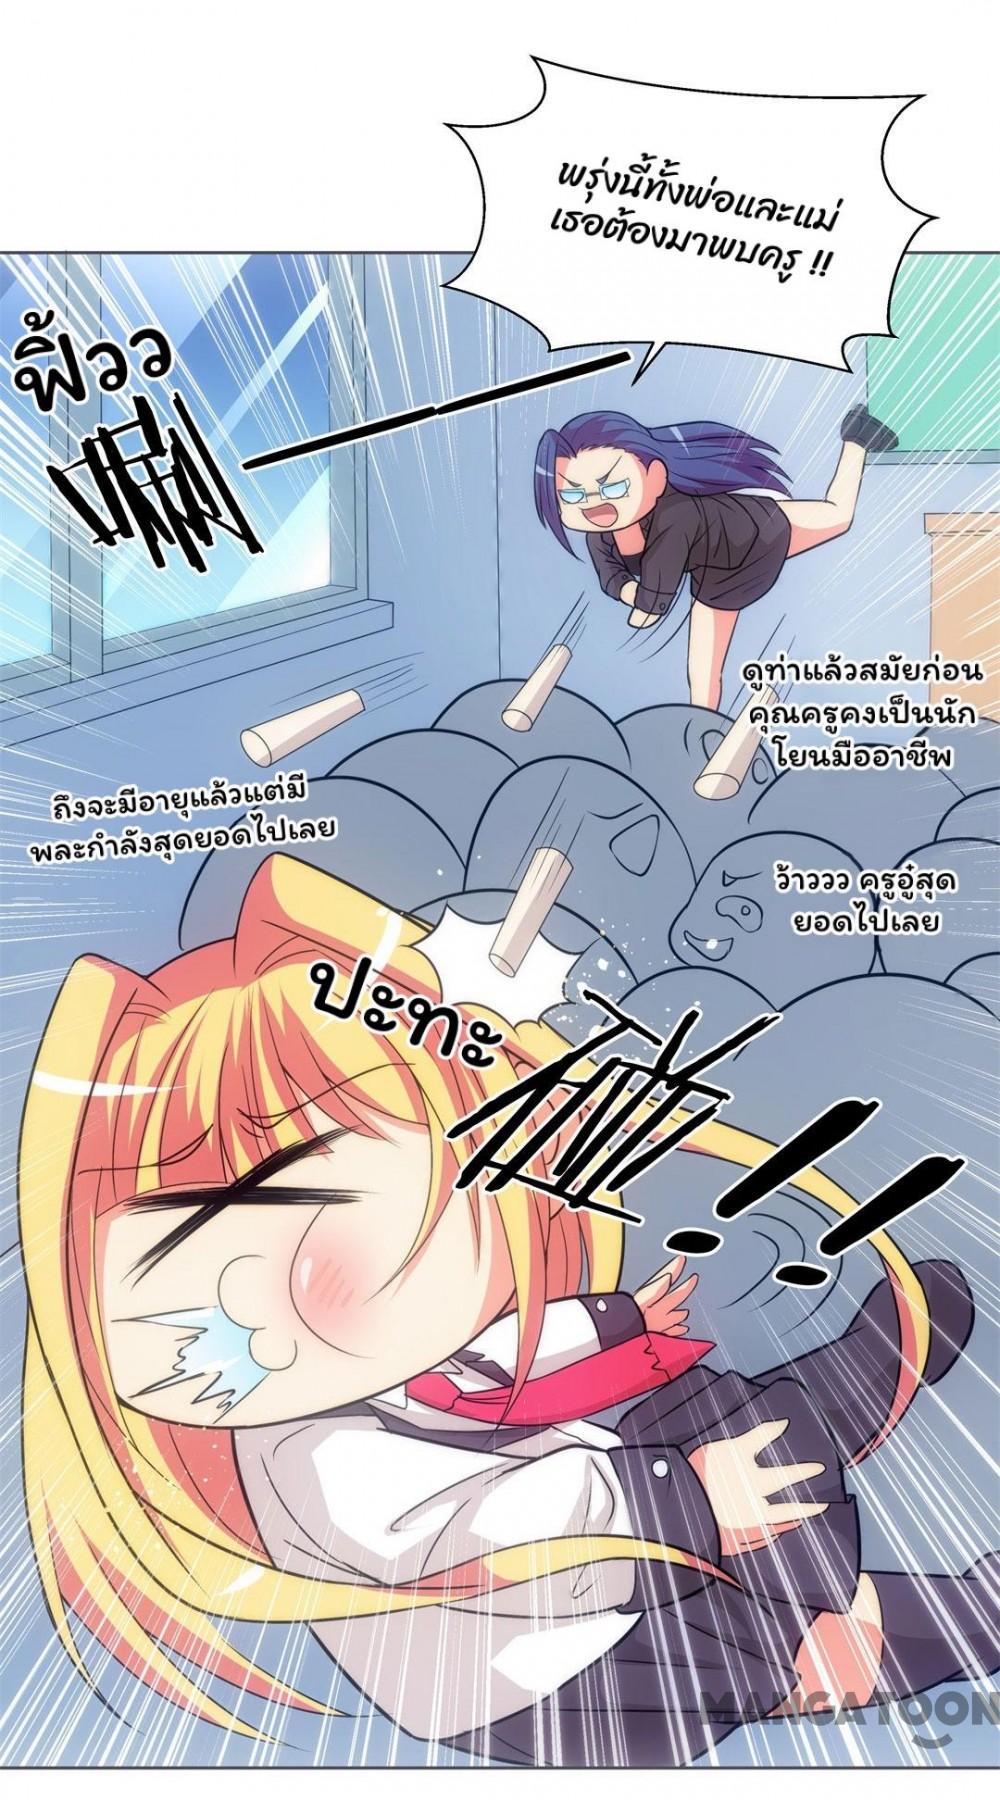 พรุ่งนี้ทั้งพ่อและแม่
เธอต้องมาพบครู !!
ฟิ้วว
唰
ดูท่าแล้วสมัยก่อน
คุณครูคงเป็นนัก
โยนมืออาชีพ
ถึงจะมีอายุแล้วแต่มี
พละกำลังสุดยอดไปเลย
ว้าววว ครูอู๋สุด
ยอดไปเลย
ปะทะ
碰!!
MANGATOON